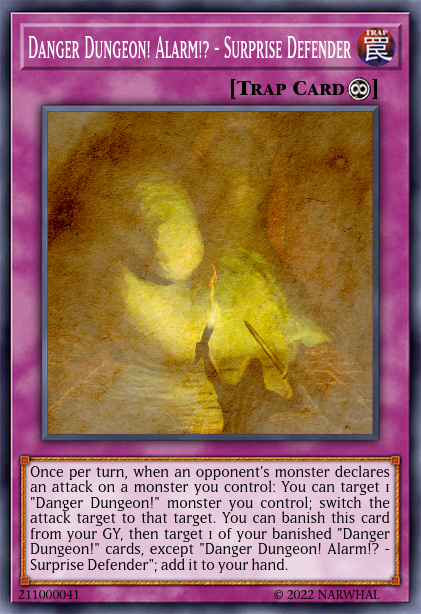 Danger Dungeon! Alarm!? - Surprise Defender
TRAP
罠
[Trap Card]
Once per turn, when an opponent's monster declares
an attack on a monster you control: You can target 1
"Danger Dungeon!" monster you control; switch the
attack target to that target. You can banish this card
from your GY, then target 1 of your banished "Danger
Dungeon!" cards, except "Danger Dungeon! Alarm!? -
Surprise Defender"; add it to your hand.
211000041
© 2022 NARWHAL